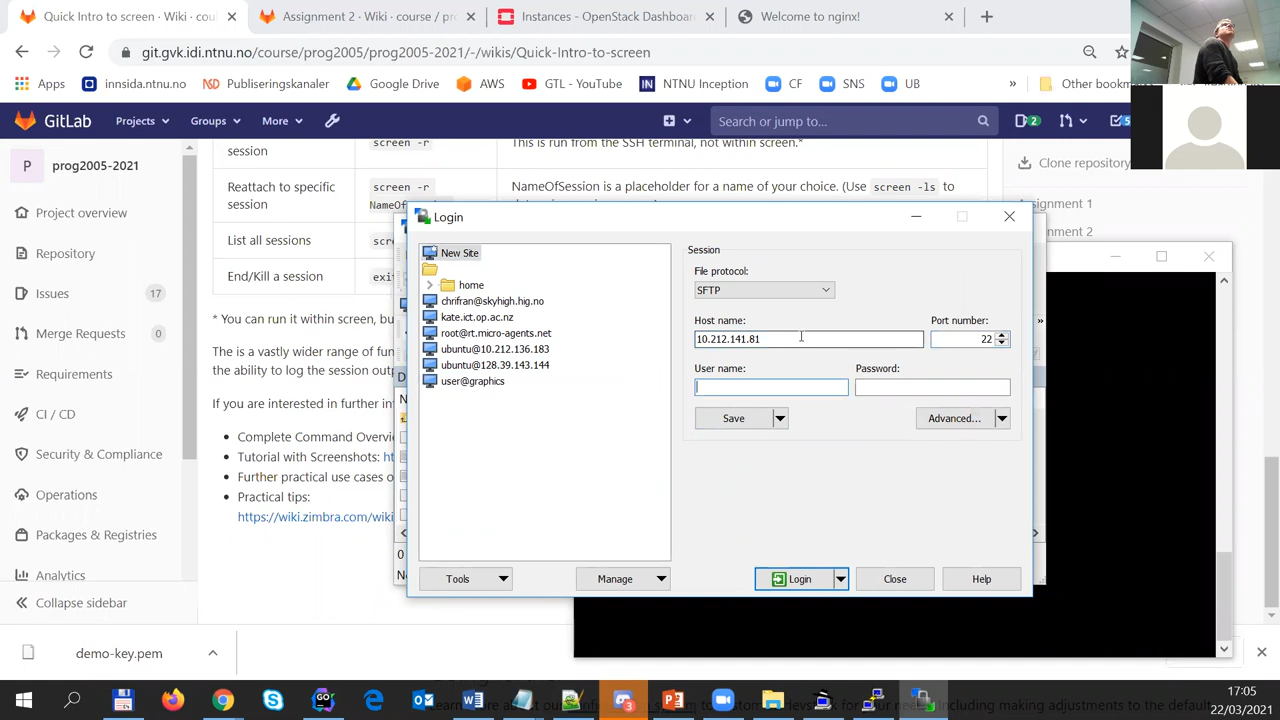 Quick Intro to screen · Wiki · cou
Assignment 2 · Wiki · course / pro
Instances - OpenStack Dashboard
Welcome to nginx!
git.gvk.idi.ntnu.no/course/prog2005/prog2005-2021/-/wikis/Quick-Intro-to-screen
Apps
innsida.ntnu.no
Publiseringskanaler
Google Drive
AWS
GTL - YouTube
NTNU Inception
CF
SNS
UB
»
Other bookm
GitLab
Projects
Groups
More
Search or jump to...
2
5
P
prog2005-2021
Project overview
Repository
Issues
17
Merge Requests
0
Requirements
CI / CD
Security & Compliance
Operations
Packages & Registries
Analytics
Collapse sidebar
session
screen -r
This is run from the SSH terminal, not within screen.*
Reattach to specific
session
screen -r
NameOfSes
NameOfSession is a placeholder for a name of your choice. (Use screen -ls to
List all sessions
scre
End/Kill a session
exi
* You can run it within screen, bu
There is a vastly wider range of fun
the ability to log the session outp
If you are interested in further in
Complete Command Overvi
Tutorial with Screenshots: ht
Further practical use cases o
Practical tips:
https://wiki.zimbra.com/wiki
Clone repository
ssignment 1
ment 2
Login
New Site
home
chrifran@skyhigh.hig.no
kate.ict.op.ac.nz
root@rt.micro-agents.net
ubuntu@10.212.136.183
ubuntu@128.39.143.144
user@graphics
Session
File protocol:
SFTP
Host name:
Port number:
10.212.141.81
22
User name:
Password:
Save
Advanced...
Tools
Manage
Login
Close
Help
demo-key.pem
17:05
22/03/2021